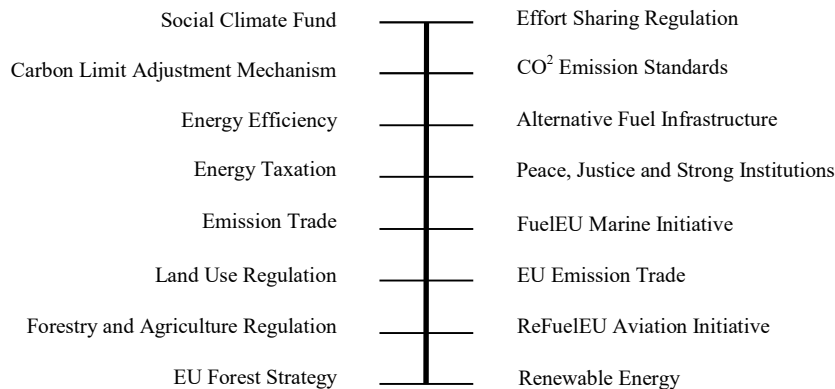 Social Climate Fund
Effort Sharing Regulation
Carbon Limit Adjustment Mechanism
CO² Emission Standards
Energy Efficiency
Alternative Fuel Infrastructure
Energy Taxation
Peace, Justice and Strong Institutions
Emission Trade
FuelEU Marine Initiative
Land Use Regulation
EU Emission Trade
Forestry and Agriculture Regulation
ReFuelEU Aviation Initiative
EU Forest Strategy
Renewable Energy